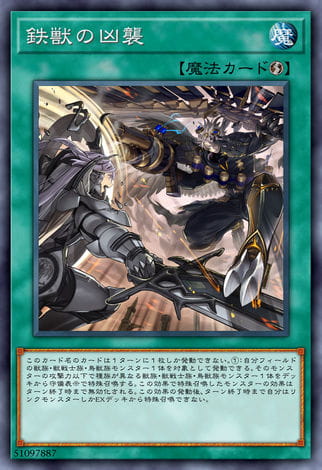 鉄獣の凶襲
魔
【魔法カード】
このカード名のカードは1ターンに1枚しか発動できない。①:自分フィールド
の獣族・獣戦士族・鳥獣族モンスター1体を対象として発動できる。そのモンス
ターの攻撃力以下で種族が異なる獣族・獣戦士族・鳥獣族モンスター1体をデッ
キから守備表示で特殊召喚する。この効果で特殊召喚したモンスターの効果は
ターン終了時まで無効化される。この効果の発動後、ターン終了時まで自分はリ
ンクモンスターしかEXデッキから特殊召喚できない。
51097887